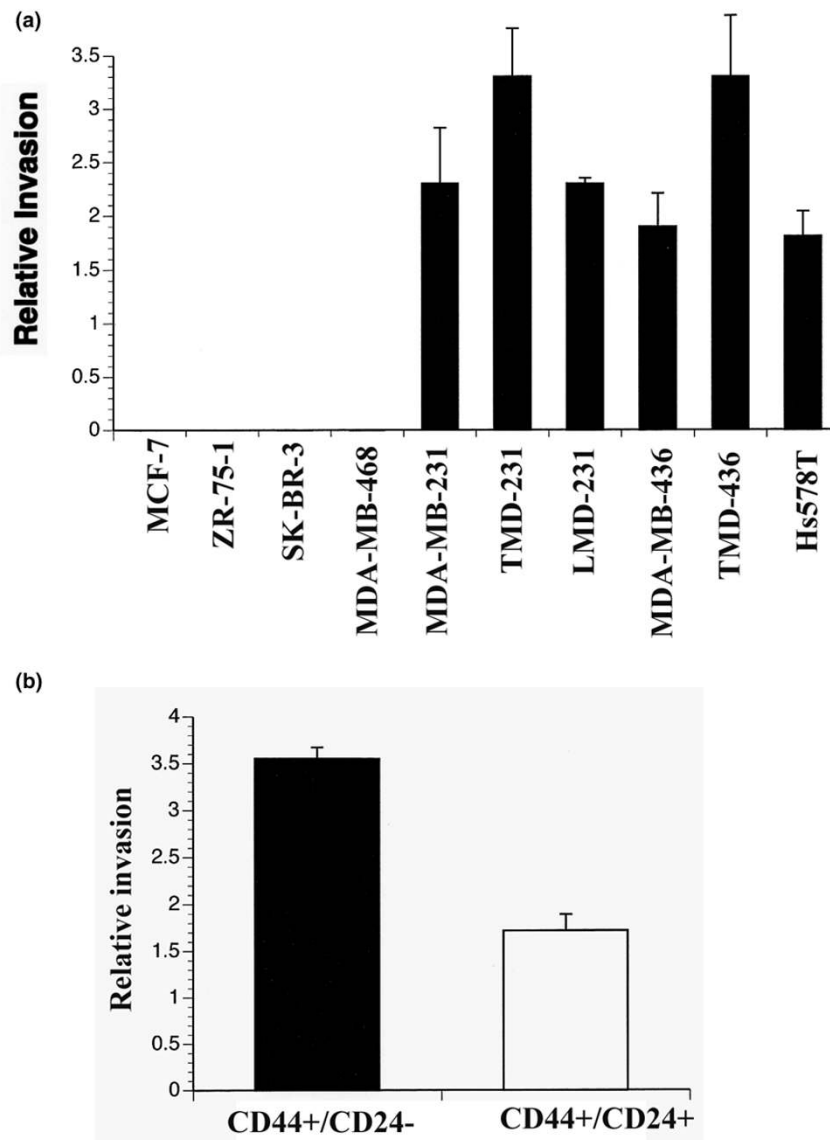 (a)
Relative Invasion
3.5
3
2.5
2
1.5
1
0.5
0
MCF-7
ZR-75-1
SK-BR-3
MDA-MB-468
MDA-MB-231
TMD-231
LMD-231
MDA-MB-436
TMD-436
Hs578T
(b)
Relative invasion
4
3.5
3
2.5
2
1.5
1
0.5
0
CD44+/CD24-
CD44+/CD24+